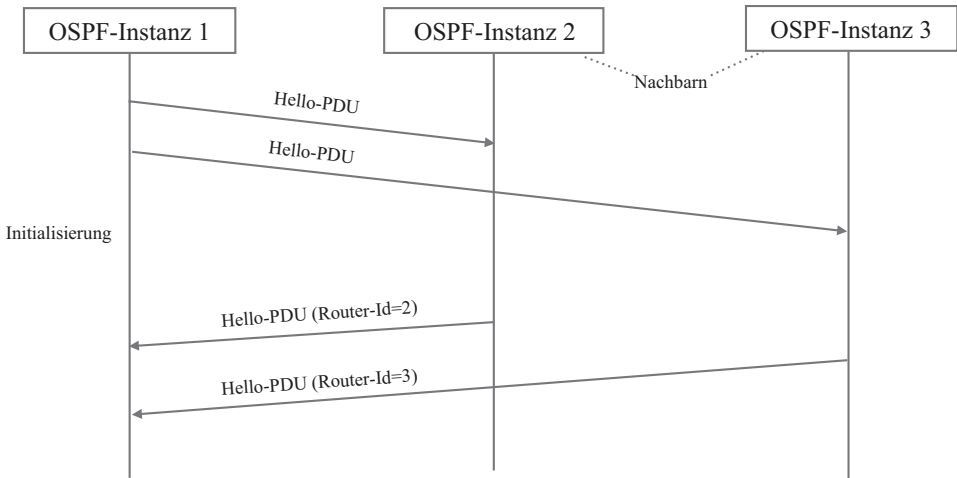 OSPF-Instanz 1
OSPF-Instanz 2
OSPF-Instanz 3
Nachbarn
Hello-PDU
Hello-PDU
Initialisierung
Hello-PDU (Router-Id=2)
Hello-PDU (Router-Id=3)